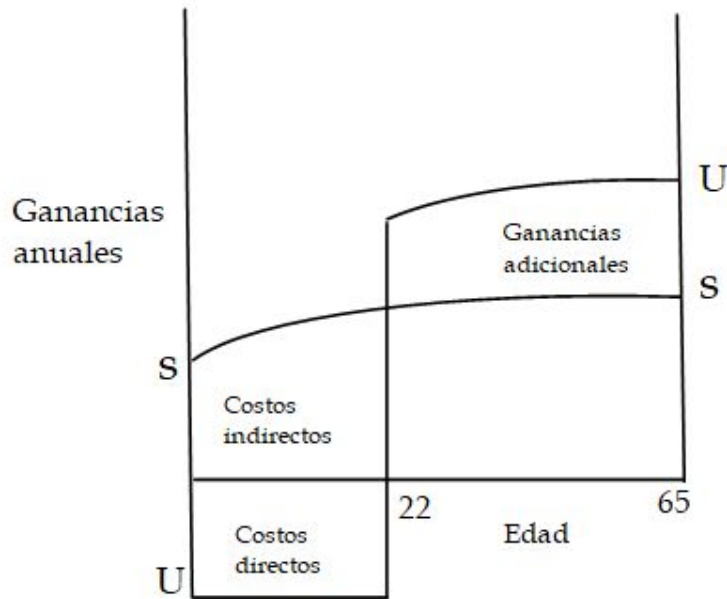 U
Ganancias
anuales
Ganancias
adicionales
S
S
Costos
indirectos
22
65
Edad
Costos
directos
U